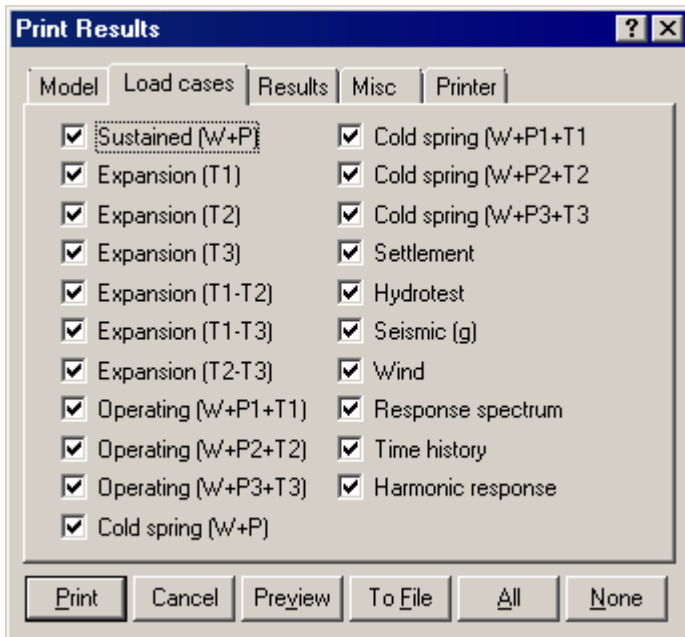 Print Results
Model Load cases Results Misc Printer
Sustained (W+P)
Expansion (T1)
Expansion (T2)
Expansion (T3)
Expansion (T1-T2)
Expansion (T1-T3)
Expansion (T2-T3)
Operating (W+P1+T1)
Operating (W+P2+T2)
Operating (W+P3+T3)
Cold spring (W+P)
Cold spring (W+P1+T1
Cold spring (W+P2+T2
Cold spring (W+P3+T3
Settlement
Hydrotest
Seismic (g)
Wind
Response spectrum
Time history
Harmonic response
Print Cancel Preview To File All None